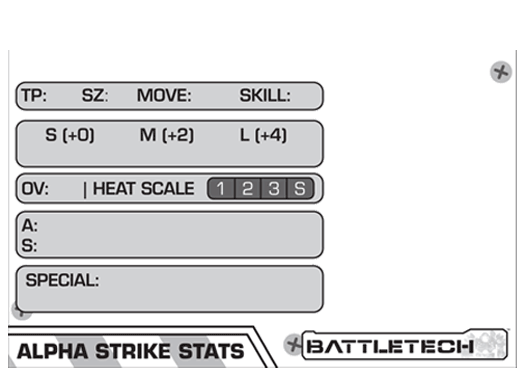 TP: SZ: MOVE: SKILL:
S (+0) M (+2) L (+4)
OV: | HEAT SCALE 1 2 3 S
A:
S:
SPECIAL:
ALPHA STRIKE STATS
BATTLETECH